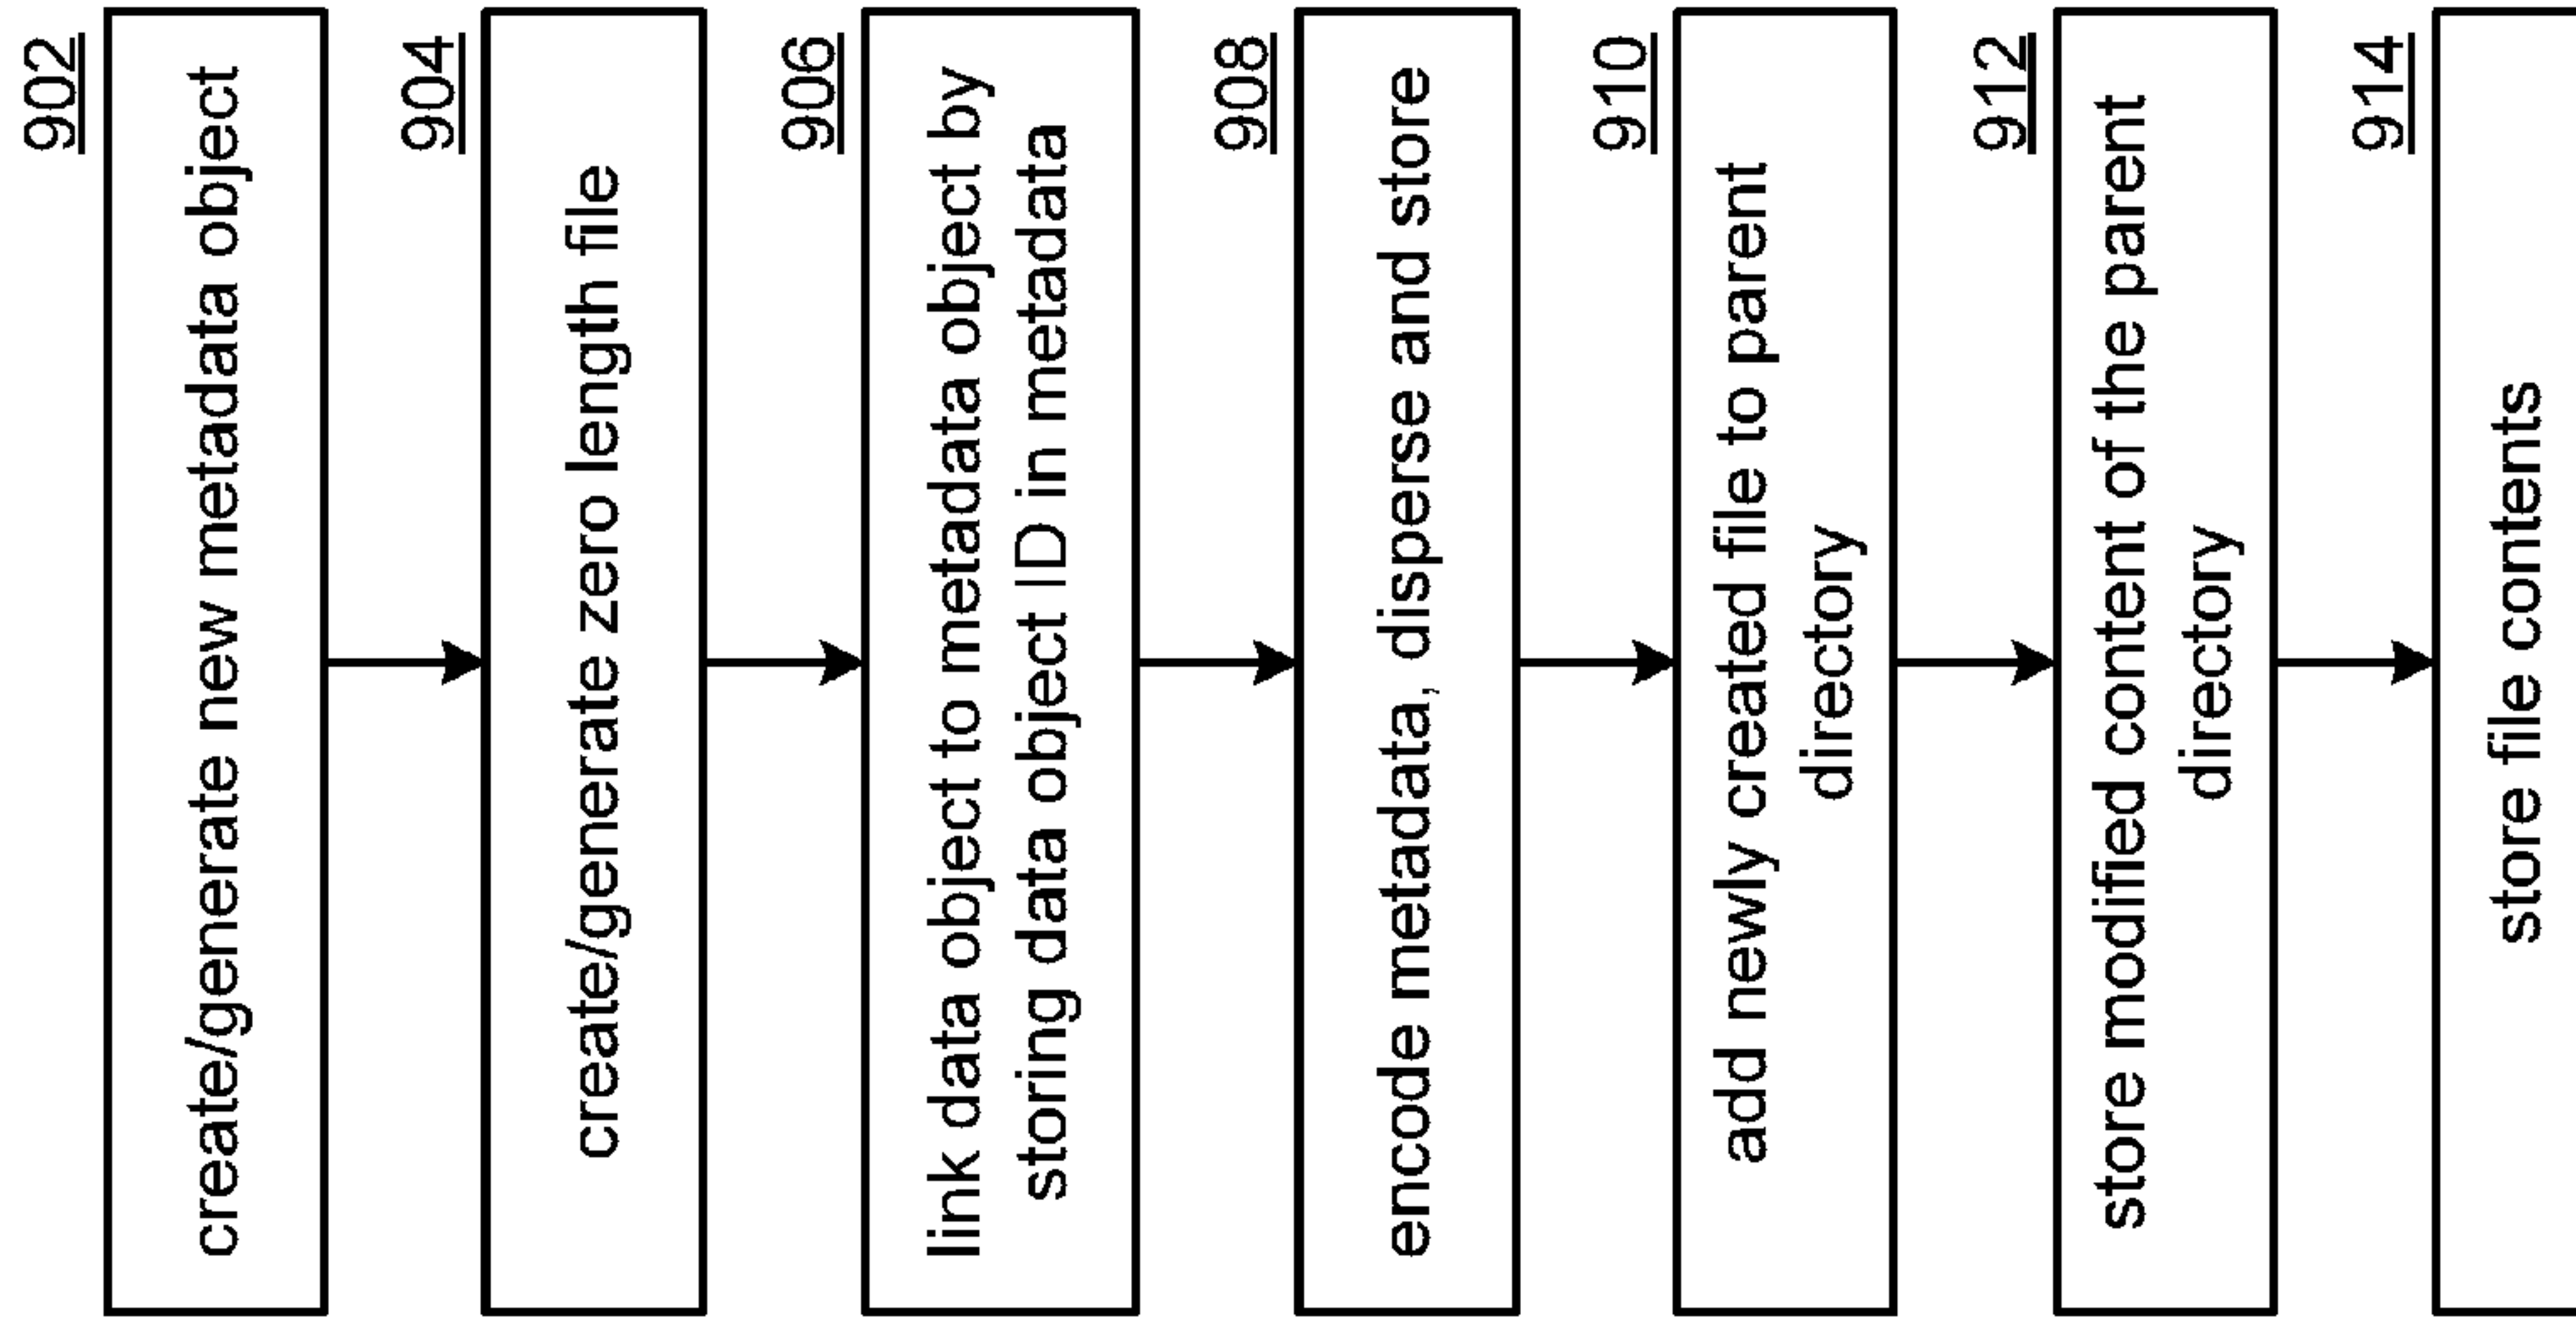 902
create/generate new metadata object
904
create/generate zero length file
906
link data object to metadata object by
storing data object ID in metadata
908
encode metadata, disperse and store
910
add newly created file to parent
directory
912
store modified content of the parent
directory
914
store file contents